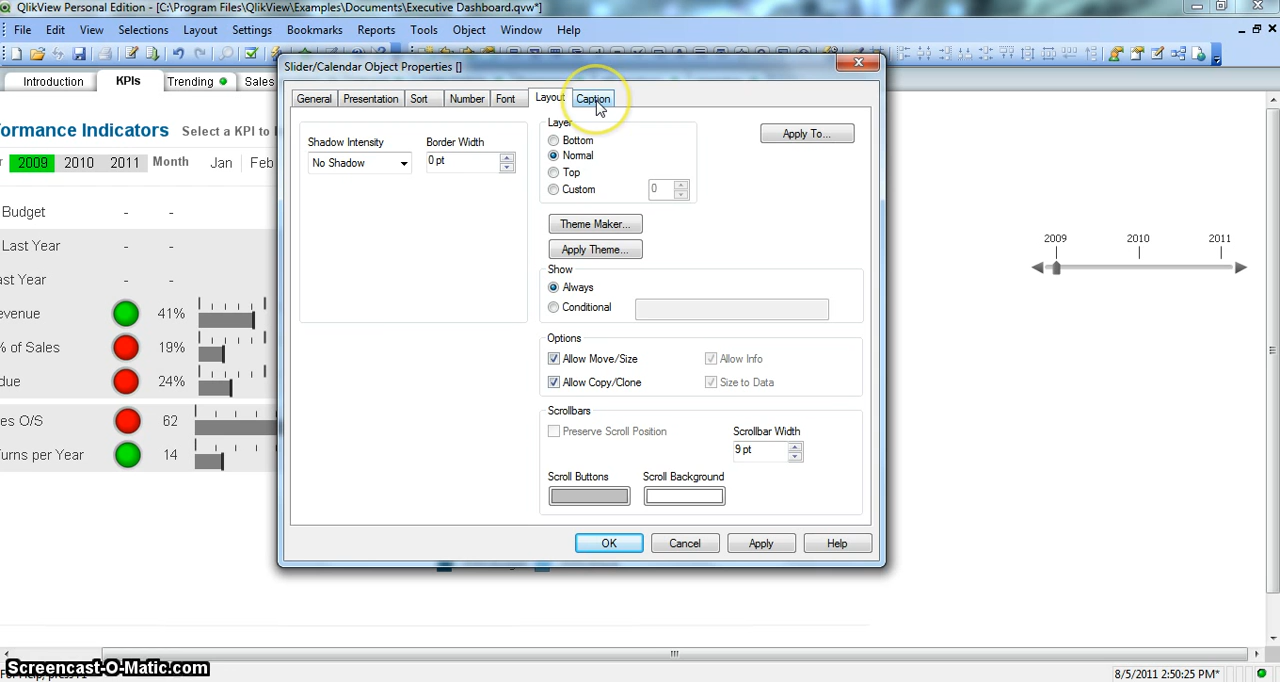 QlikView Personal Edition - [C:\Program Files\QlikView\Examples\Documents\Executive Dashboard.qvw*]
File Edit View Selections Layout Settings Bookmarks Reports Tools Object Window Help
Introduction KPIs Trending Sales
Slider/Calendar Object Properties []
General Presentation Sort Number Font Layout Caption
ormance Indicators Select a KPI to
2009 2010 2011 Month Jan Feb
Budget - -
Last Year - -
ast Year - -
evenue 41%
% of Sales 19%
due 24%
es O/S 62
Turns per Year 14
Shadow Intensity
No Shadow
Border Width
0 pt
Layer
Bottom
Normal
Top
Custom 0
Apply To...
Theme Maker...
Apply Theme...
Show
Always
Conditional
Options
Allow Move/Size Allow Info
Allow Copy/Clone Size to Data
Scrollbars
Preserve Scroll Position
Scrollbar Width
9 pt
Scroll Buttons Scroll Background
OK Cancel Apply Help
2009 2010 2011
Screencast-O-Matic.com
8/5/2011 2:50:25 PM*